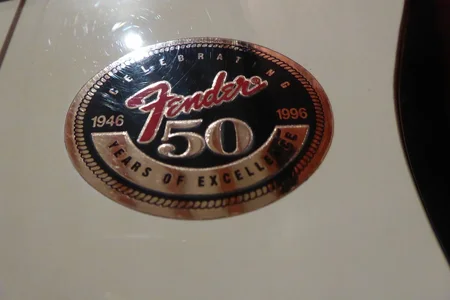 CELEBRATING
Fender
1946 50 1996
YEARS OF EXCELLENCE